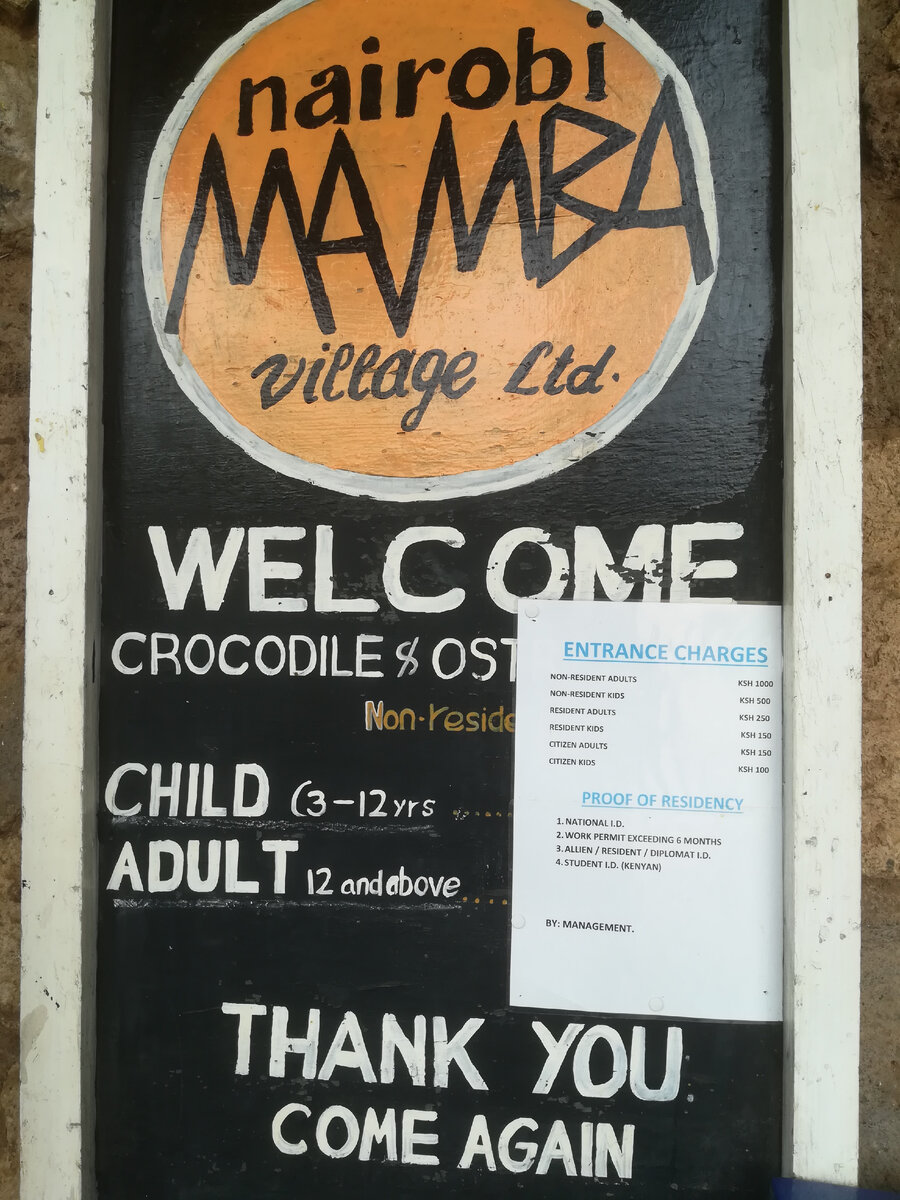 nairobi
MAMBA
village Ltd.
WELCOME
CROCODILE & OST
Non-reside
CHILD (3-12yrs
ADULT 12 and above
ENTRANCE CHARGES
NON-RESIDENT ADULTS KSH 1000
NON-RESIDENT KIDS KSH 500
RESIDENT ADULTS KSH 250
RESIDENT KIDS KSH 150
CITIZEN ADULTS KSH 150
CITIZEN KIDS KSH 100
PROOF OF RESIDENCY
1. NATIONAL I.D.
2. WORK PERMIT EXCEEDING 6 MONTHS
3. ALLIEN / RESIDENT / DIPLOMAT I.D.
4. STUDENT I.D. (KENYAN)
BY: MANAGEMENT.
THANK YOU
COME AGAIN